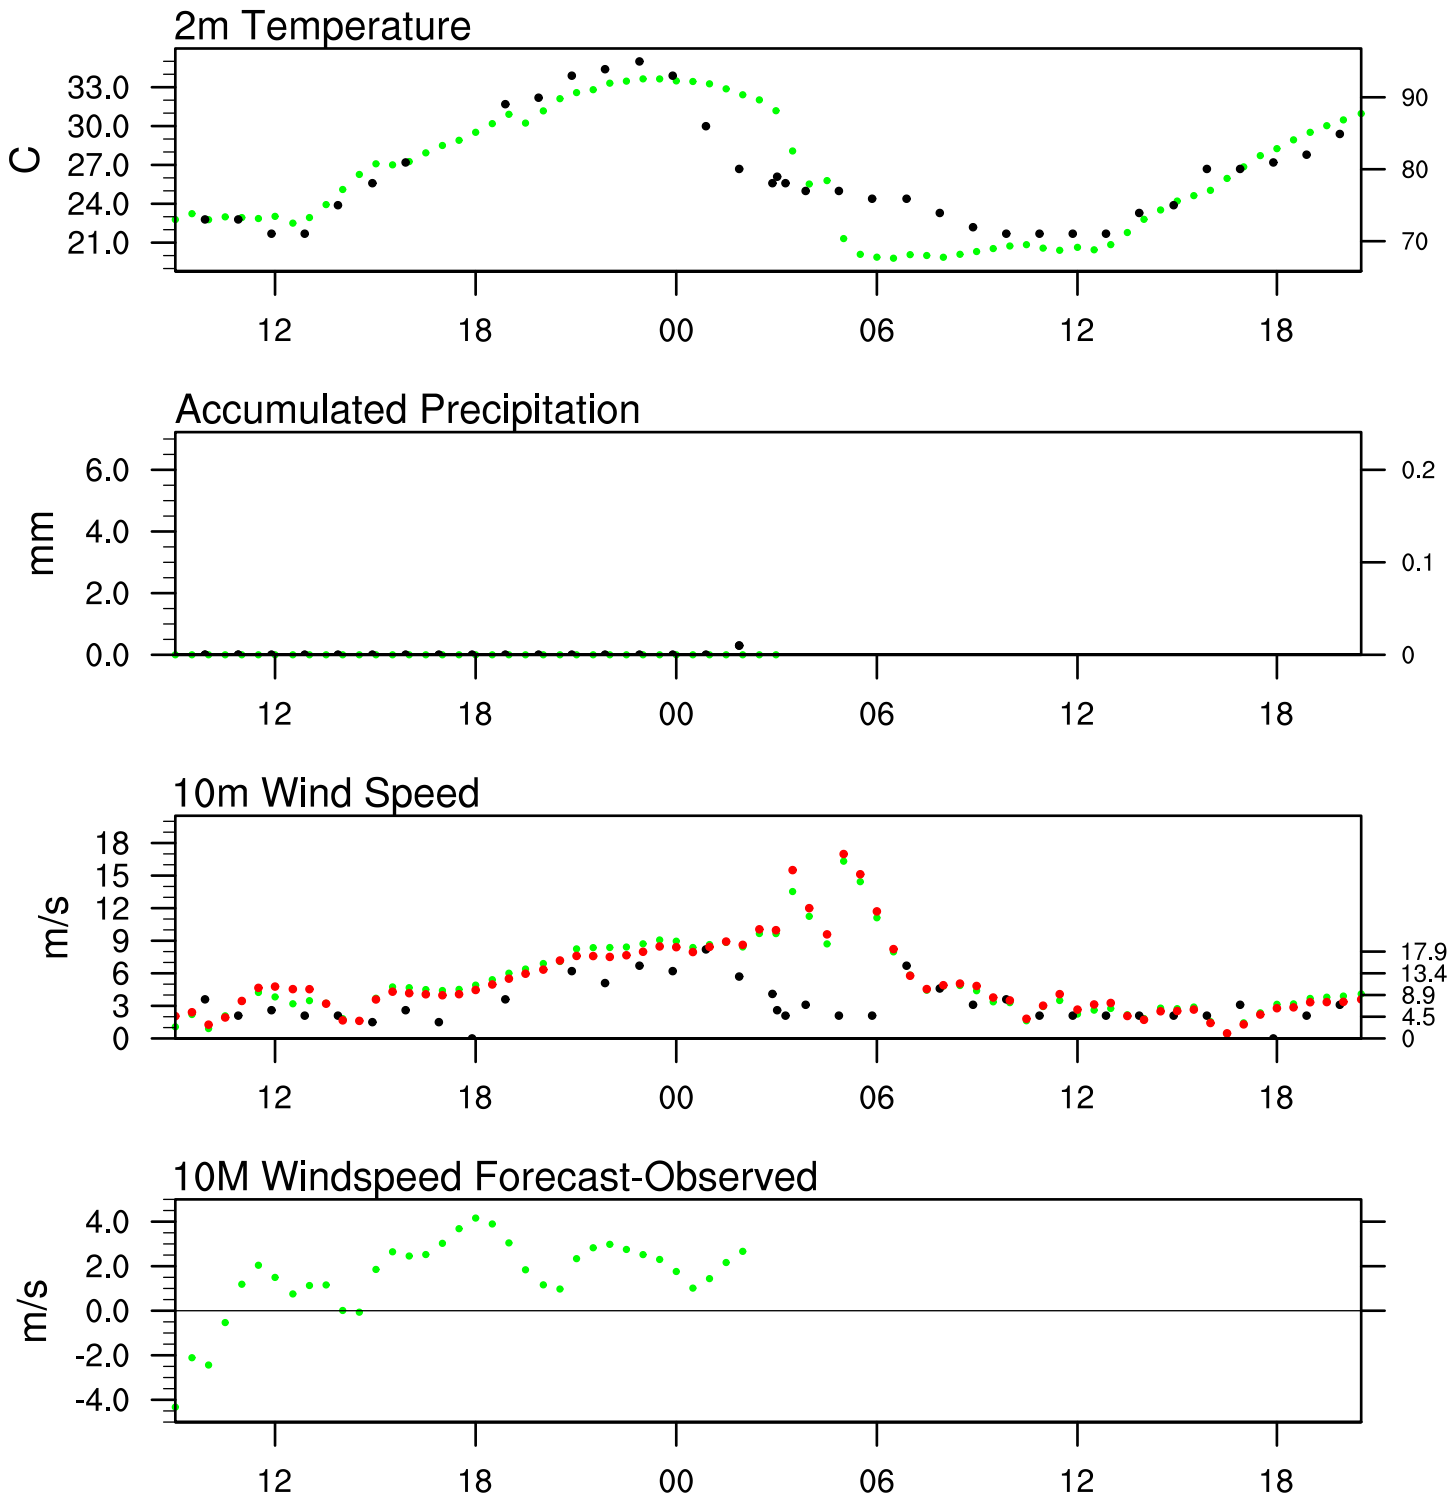 2m Temperature
33.0
30.0
27.0
24.0
21.0
C
90
80
70
12 18 00 06 12 18
Accumulated Precipitation
6.0
4.0
2.0
0.0
mm
0.2
0.1
0
12 18 00 06 12 18
10m Wind Speed
18
15
12
9
6
3
0
m/s
17.9
13.4
8.9
4.5
0
12 18 00 06 12 18
10M Windspeed Forecast-Observed
4.0
2.0
0.0
-2.0
-4.0
m/s
12 18 00 06 12 18